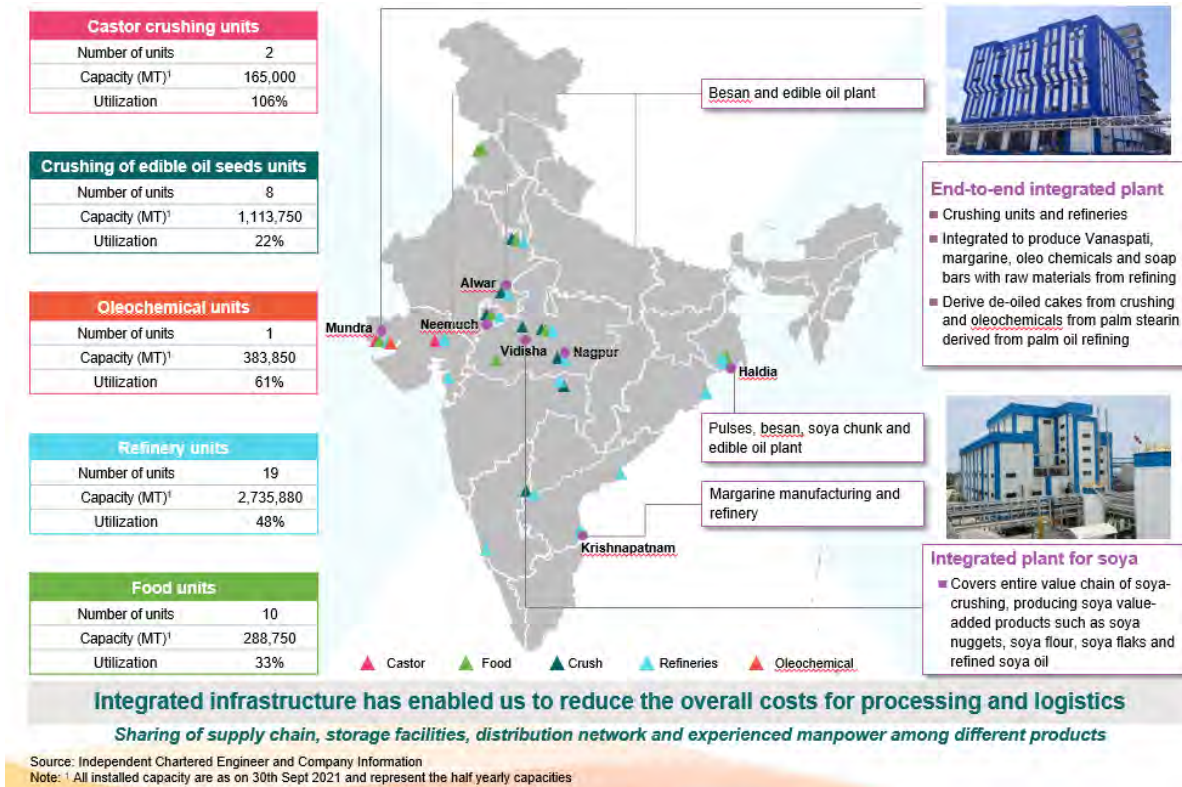 Castor crushing units
Number of units 2
Capacity (MT)¹ 165,000
Utilization 106%
Crushing of edible oil seeds units
Number of units 8
Capacity (MT)¹ 1,113,750
Utilization 22%
Oleochemical units
Number of units 1
Capacity (MT)¹ 383,850
Utilization 61%
Refinery units
Number of units 19
Capacity (MT)¹ 2,735,880
Utilization 48%
Food units
Number of units 10
Capacity (MT)¹ 288,750
Utilization 33%
Besan and edible oil plant
Alwar
Mundra
Neemuch
Vidisha
Nagpur
Haldia
Pulses, besan, soya chunk and
edible oil plant
Margarine manufacturing and
refinery
Krishnapatnam
Castor Food Crush Refineries Oleochemical
End-to-end integrated plant
Crushing units and refineries
Integrated to produce Vanaspati,
margarine, oleo chemicals and soap
bars with raw materials from refining
Derive de-oiled cakes from crushing
and oleochemicals from palm stearin
derived from palm oil refining
Integrated plant for soya
Covers entire value chain of soya-
crushing, producing soya value-
added products such as soya
nuggets, soya flour, soya flaks and
refined soya oil
Integrated infrastructure has enabled us to reduce the overall costs for processing and logistics
Sharing of supply chain, storage facilities, distribution network and experienced manpower among different products
Source: Independent Chartered Engineer and Company Information
Note: ¹ All installed capacity are as on 30th Sept 2021 and represent the half yearly capacities